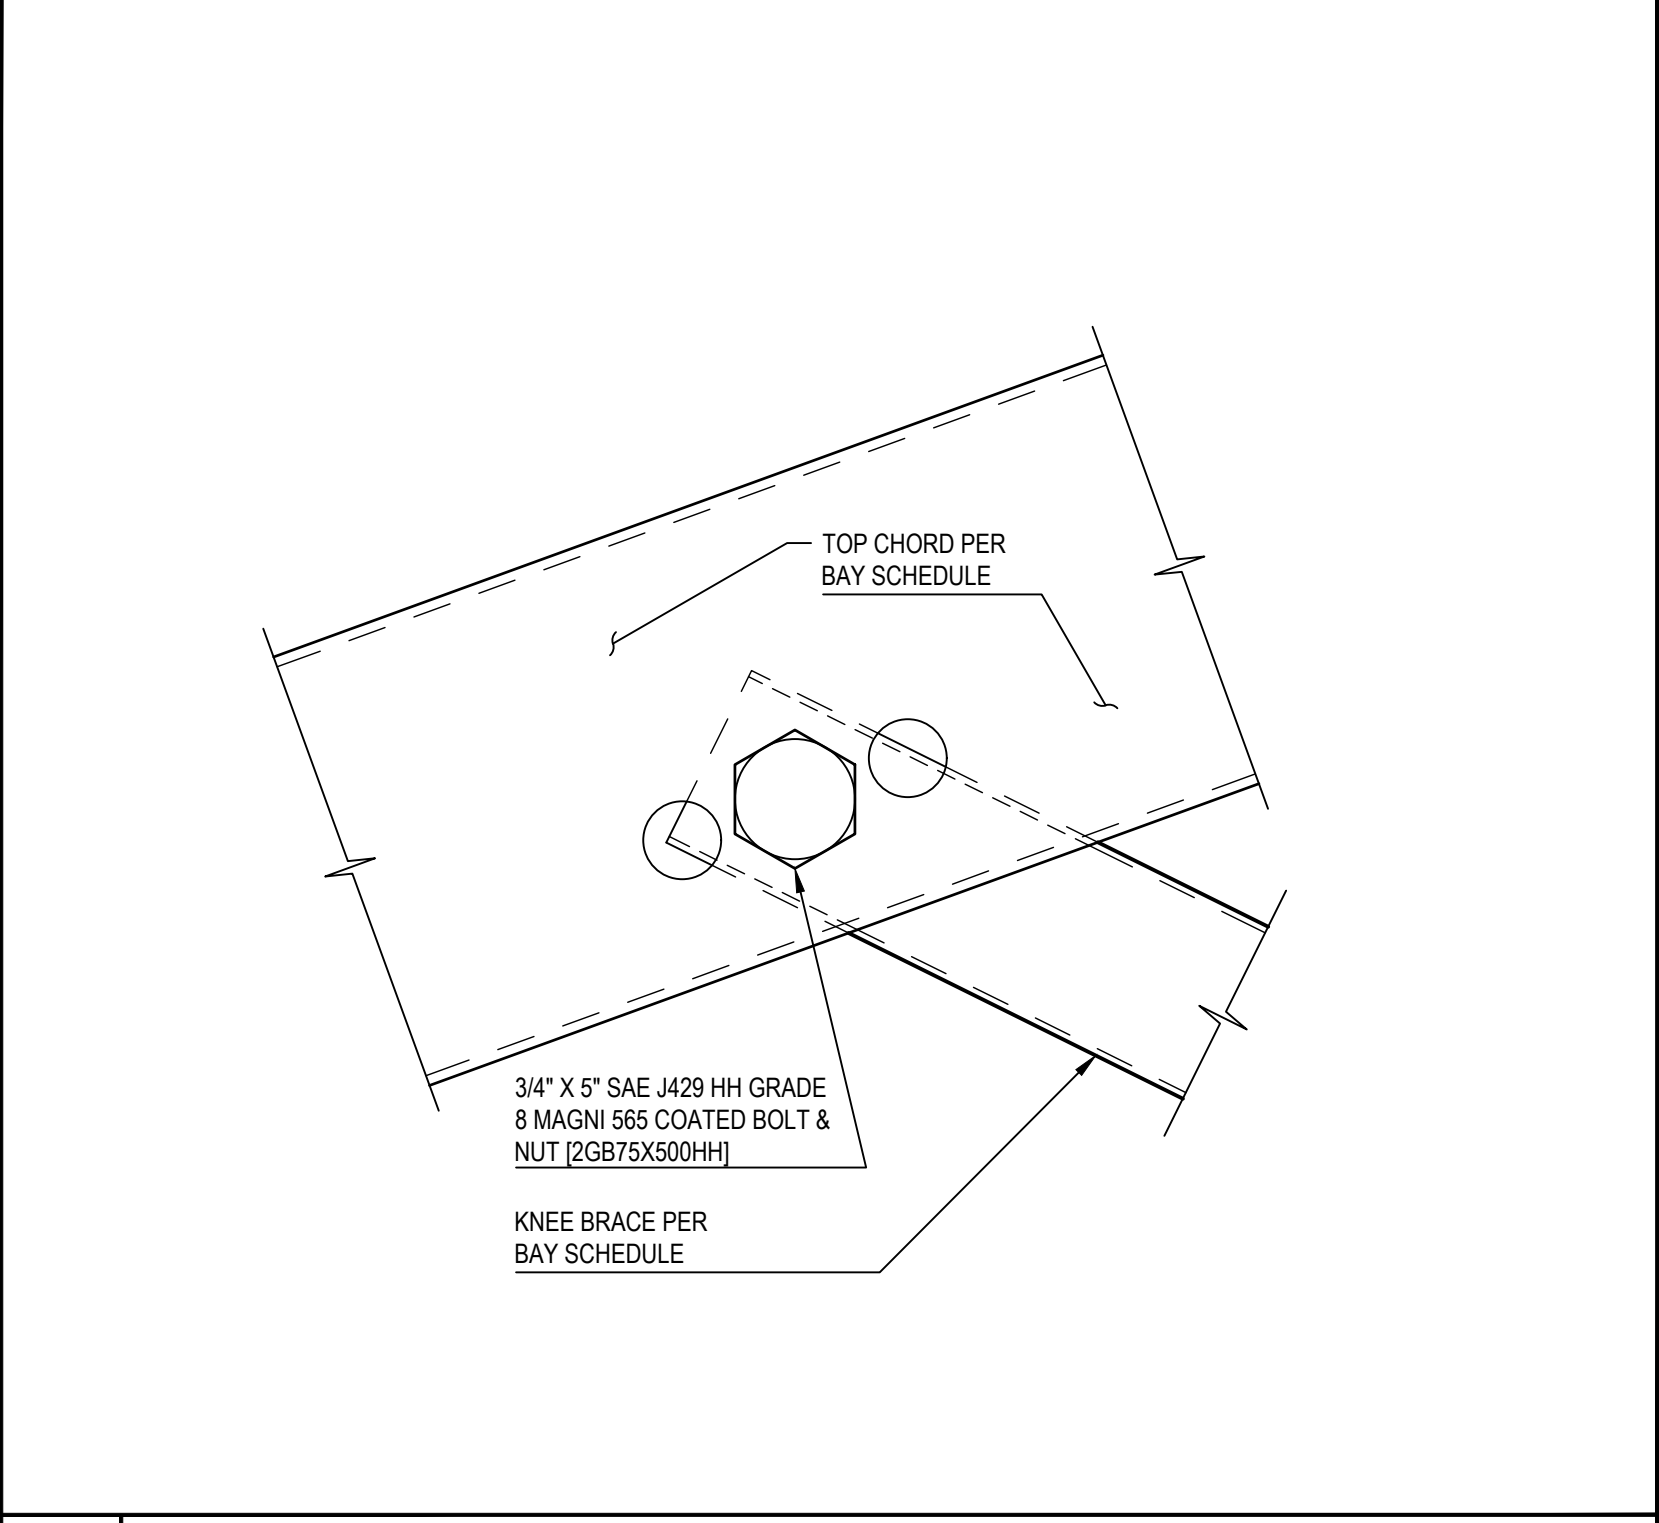 TOP CHORD PER
BAY SCHEDULE
3/4" X 5" SAE J429 HH GRADE
8 MAGNI 565 COATED BOLT &
NUT [2GB75X500HH]
KNEE BRACE PER
BAY SCHEDULE